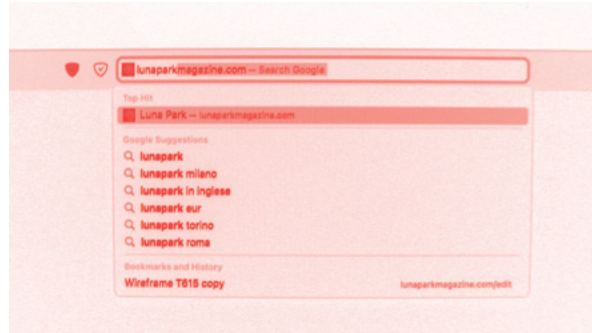 lunaparkmagazine.com — Search Google
Top Hit
Luna Park — lunaparkmagazine.com
Google Suggestions
lunapark
lunapark milano
lunapark in inglese
lunapark eur
lunapark torino
lunapark roma
Bookmarks and History
Wireframe T615 copy lunaparkmagazine.com/edit